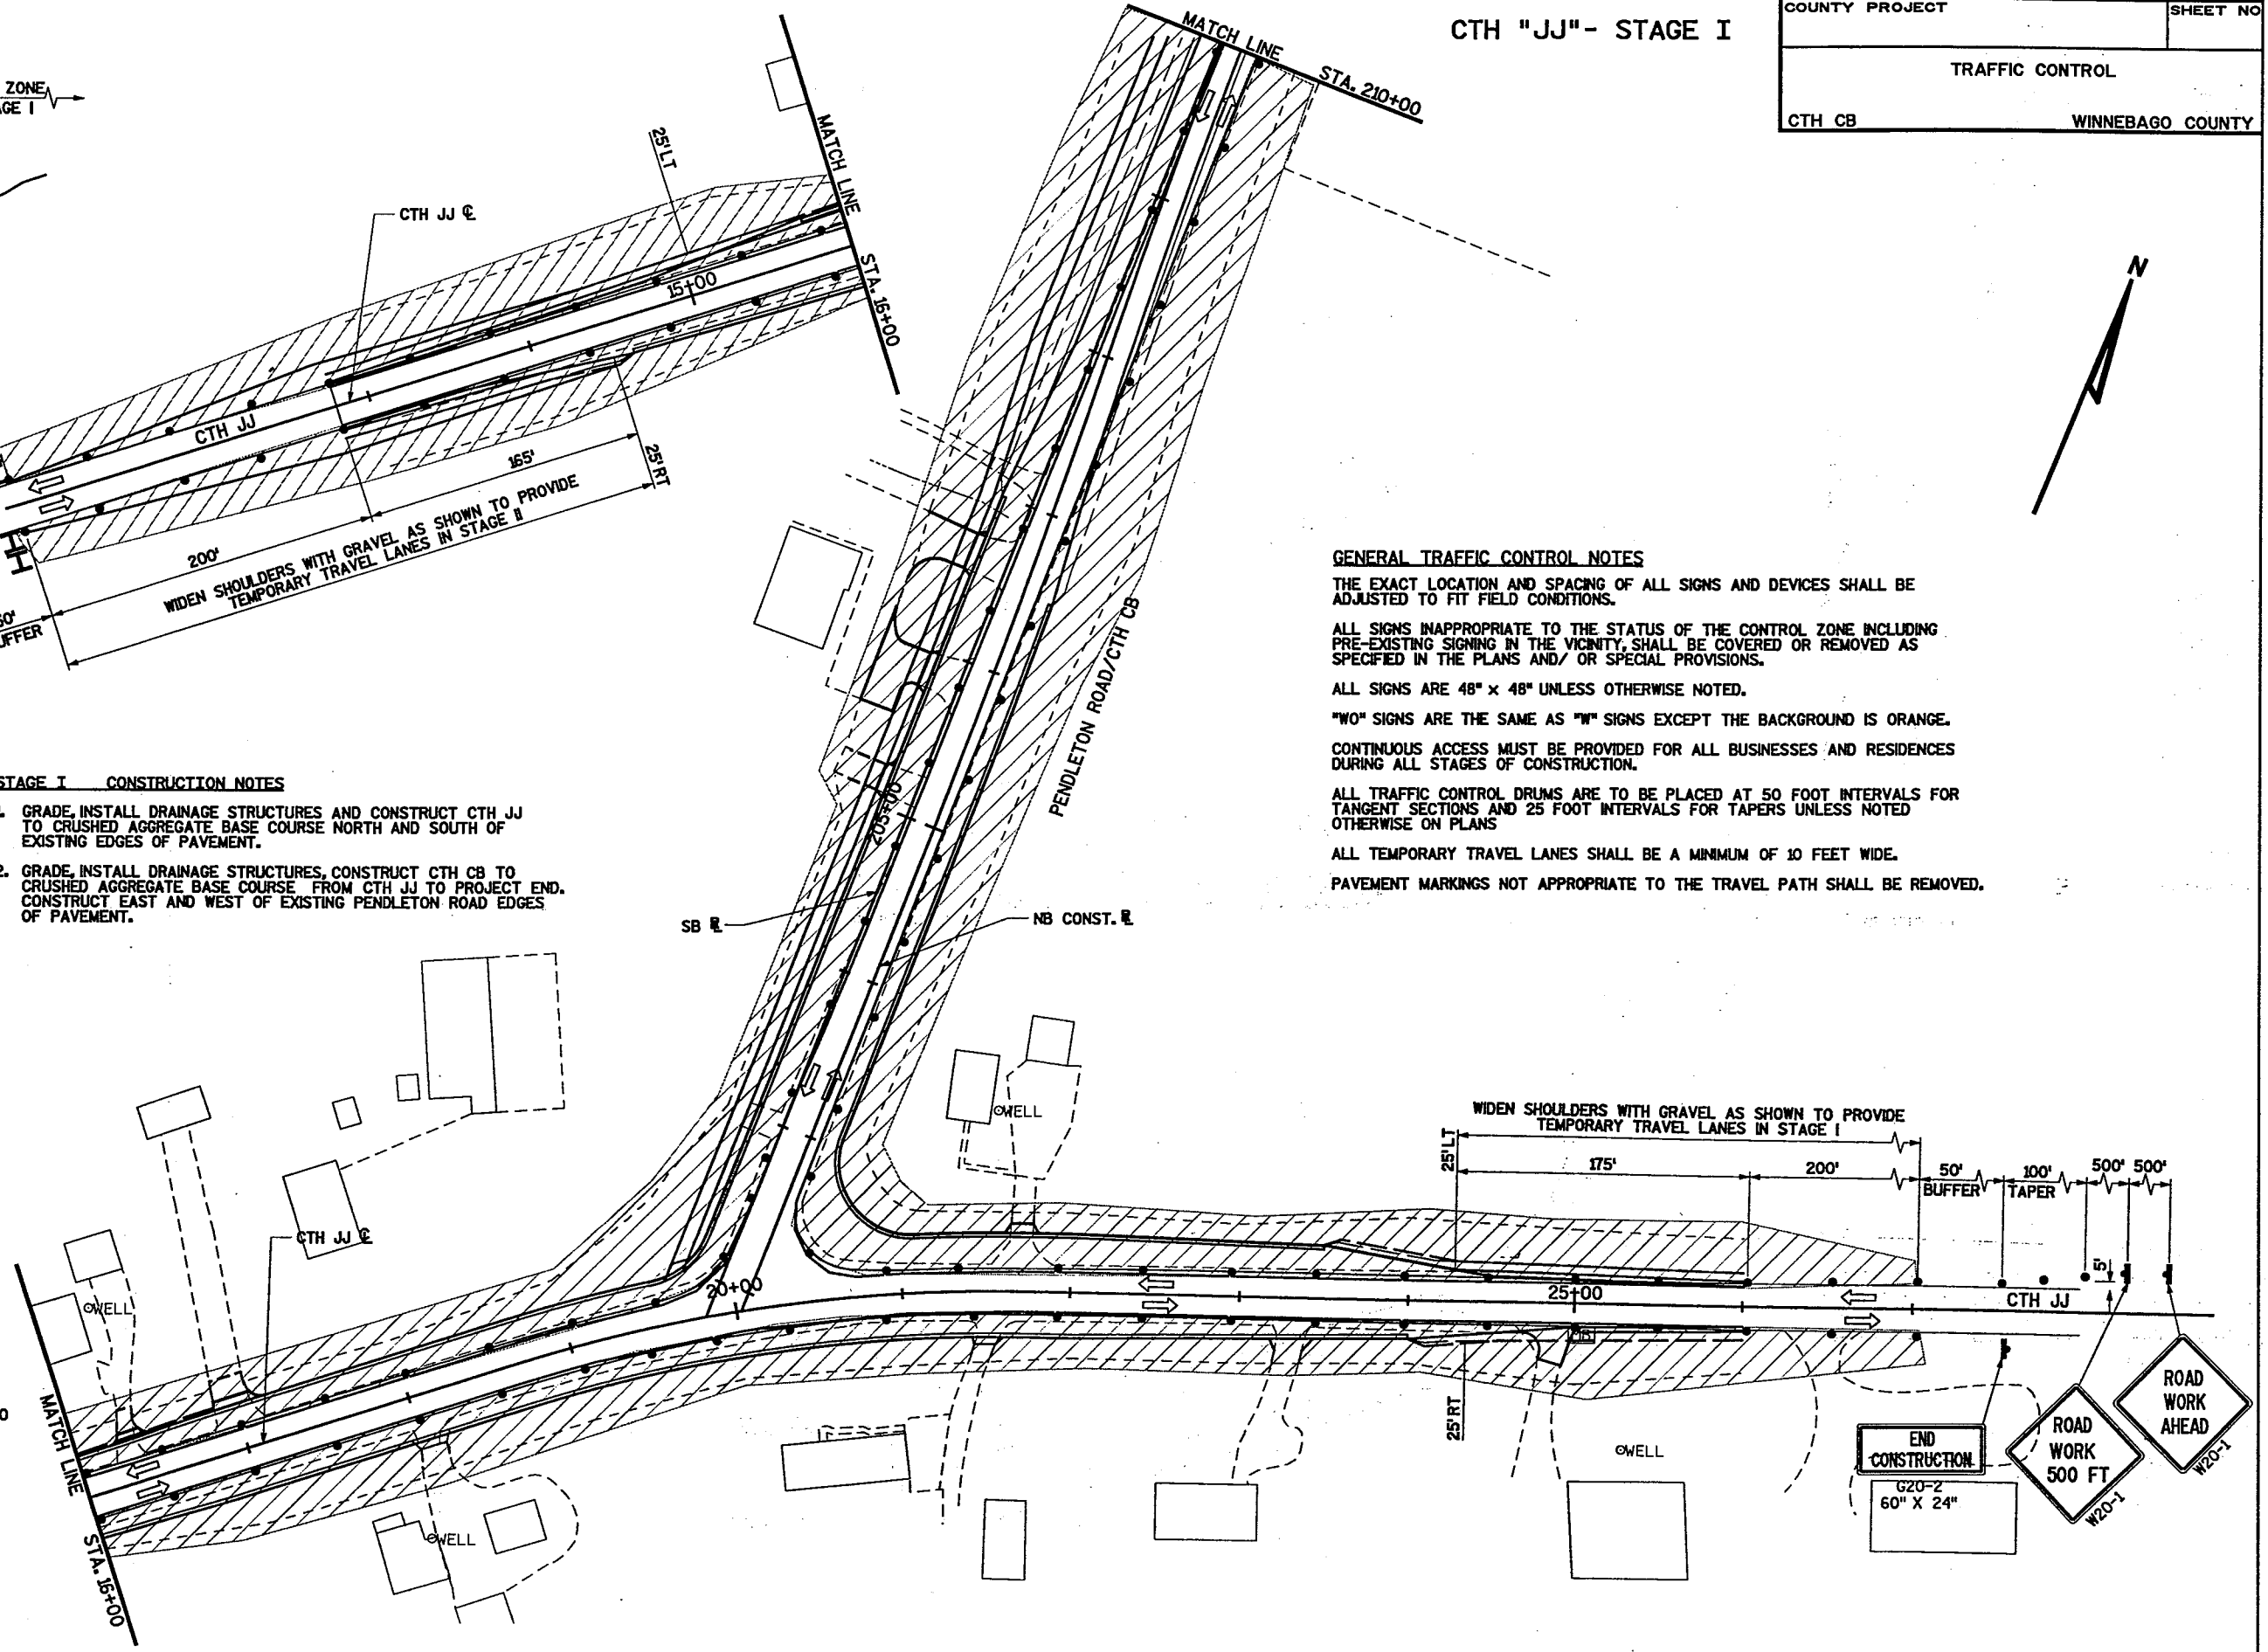 CTH "JJ"- STAGE I
COUNTY PROJECT
SHEET NO
TRAFFIC CONTROL
CTH CB
WINNEBAGO COUNTY
ZONE
AGE I
CTH JJ ℄
25'LT
MATCH LINE
STA. 16+00
15+00
CTH JJ
165'
25'RT
200'
WIDEN SHOULDERS WITH GRAVEL AS SHOWN TO PROVIDE
TEMPORARY TRAVEL LANES IN STAGE II
50'
UFFER
MATCH LINE
STA. 210+00
N
PENDLETON ROAD/CTH CB
205+00
SB
NB CONST.
GENERAL TRAFFIC CONTROL NOTES
THE EXACT LOCATION AND SPACING OF ALL SIGNS AND DEVICES SHALL BE
ADJUSTED TO FIT FIELD CONDITIONS.
ALL SIGNS INAPPROPRIATE TO THE STATUS OF THE CONTROL ZONE INCLUDING
PRE-EXISTING SIGNING IN THE VICINITY, SHALL BE COVERED OR REMOVED AS
SPECIFIED IN THE PLANS AND/ OR SPECIAL PROVISIONS.
ALL SIGNS ARE 48" x 48" UNLESS OTHERWISE NOTED.
"WO" SIGNS ARE THE SAME AS "W" SIGNS EXCEPT THE BACKGROUND IS ORANGE.
CONTINUOUS ACCESS MUST BE PROVIDED FOR ALL BUSINESSES AND RESIDENCES
DURING ALL STAGES OF CONSTRUCTION.
ALL TRAFFIC CONTROL DRUMS ARE TO BE PLACED AT 50 FOOT INTERVALS FOR
TANGENT SECTIONS AND 25 FOOT INTERVALS FOR TAPERS UNLESS NOTED
OTHERWISE ON PLANS
ALL TEMPORARY TRAVEL LANES SHALL BE A MINIMUM OF 10 FEET WIDE.
PAVEMENT MARKINGS NOT APPROPRIATE TO THE TRAVEL PATH SHALL BE REMOVED.
STAGE I CONSTRUCTION NOTES
1. GRADE, INSTALL DRAINAGE STRUCTURES AND CONSTRUCT CTH JJ
TO CRUSHED AGGREGATE BASE COURSE NORTH AND SOUTH OF
EXISTING EDGES OF PAVEMENT.
2. GRADE, INSTALL DRAINAGE STRUCTURES, CONSTRUCT CTH CB TO
CRUSHED AGGREGATE BASE COURSE FROM CTH JJ TO PROJECT END.
CONSTRUCT EAST AND WEST OF EXISTING PENDLETON ROAD EDGES
OF PAVEMENT.
WELL
WIDEN SHOULDERS WITH GRAVEL AS SHOWN TO PROVIDE
TEMPORARY TRAVEL LANES IN STAGE I
25'LT
175'
200'
50'
BUFFER
100'
TAPER
500'
500'
5'
CTH JJ ℄
WELL
20+00
25+00
CTH JJ
25'RT
WELL
WELL
MATCH LINE
STA. 16+00
END
CONSTRUCTION
G20-2
60" X 24"
ROAD
WORK
500 FT
W20-1
ROAD
WORK
AHEAD
W20-1